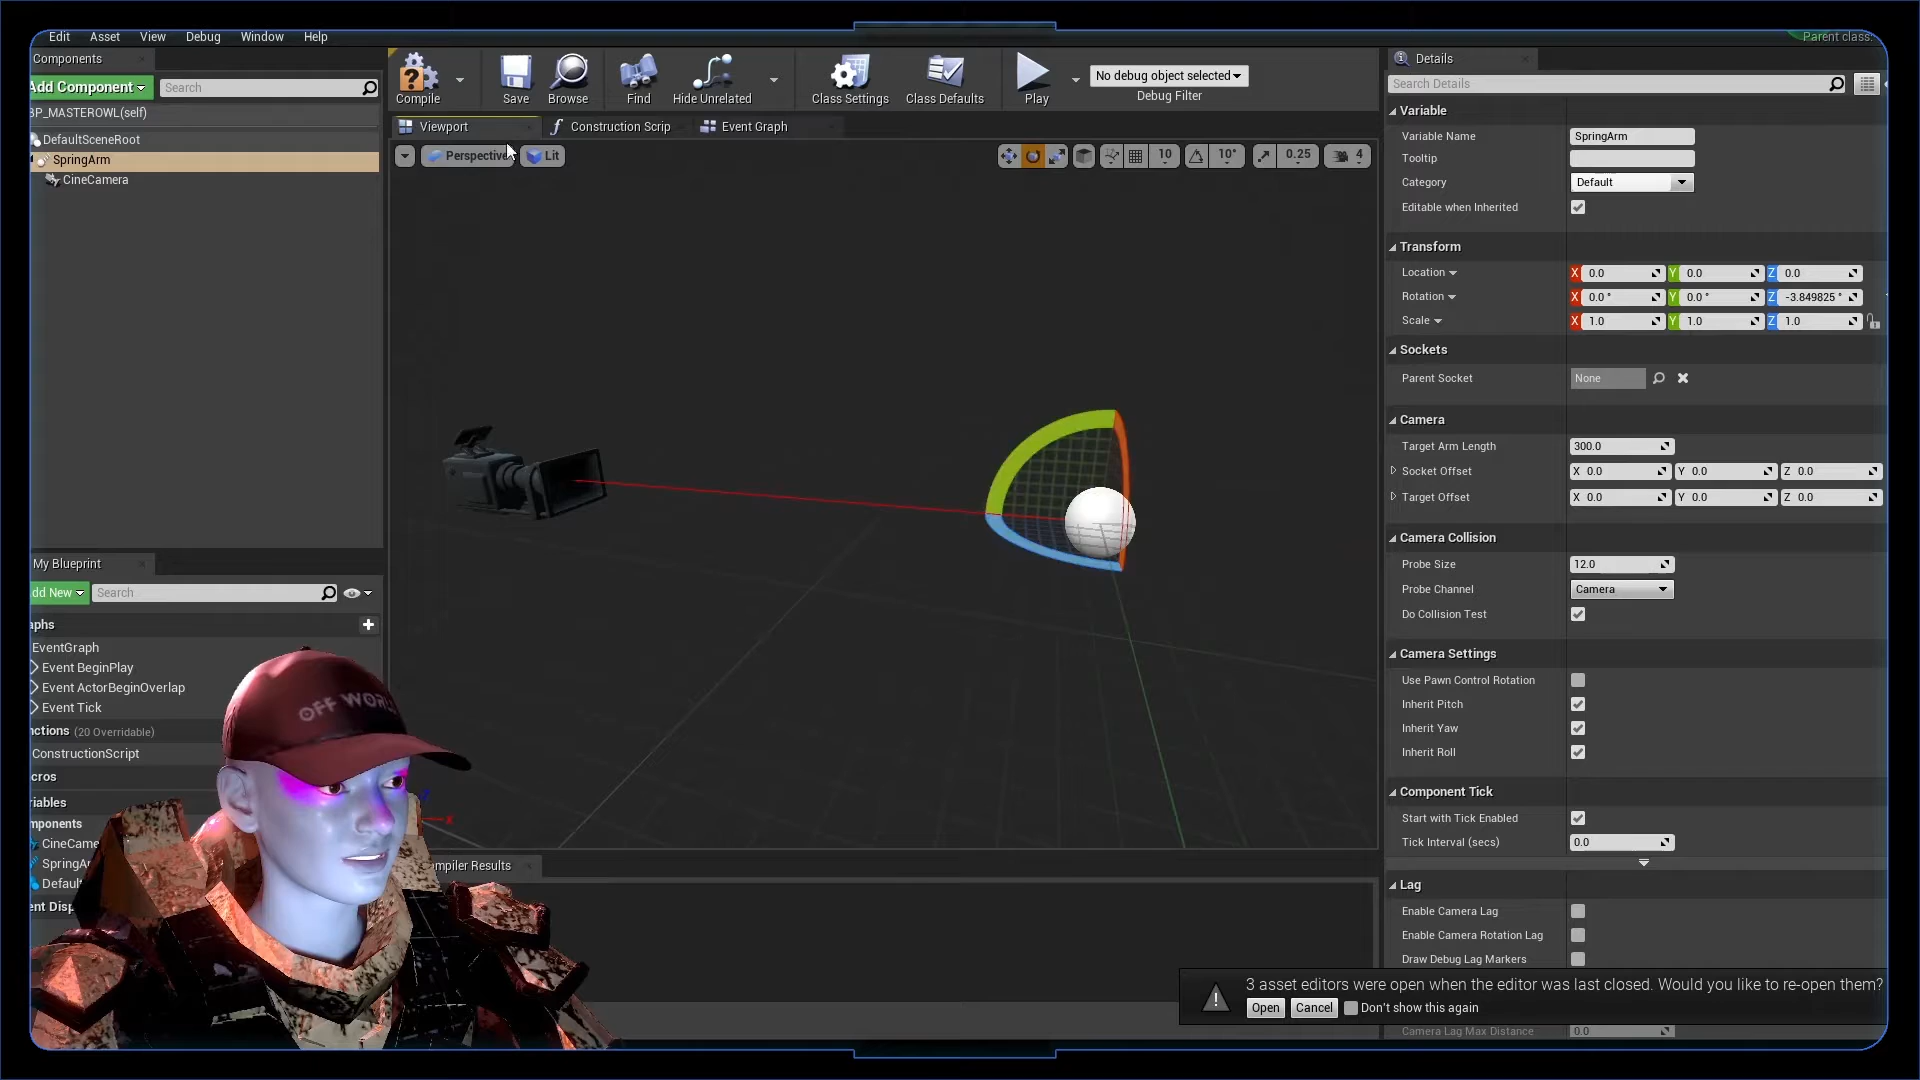 Edit Asset View Debug Window Help
Parent class:
Components
Add Component
Search
BP_MASTEROWL(self)
DefaultSceneRoot
SpringArm
CineCamera
My Blueprint
dd New
Search
aphs
EventGraph
Event BeginPlay
Event ActorBeginOverlap
Event Tick
nctions (20 Overridable)
ConstructionScript
cros
riables
mponents
CineCame
SpringAr
Default
ent Disp
OFF WORL
Compile
Save
Browse
Find
Hide Unrelated
Class Settings
Class Defaults
Play
No debug object selected
Debug Filter
Viewport
Construction Scrip
Event Graph
Perspective
Lit
10
10°
0.25
4
X
mpiler Results
Details
Search Details
Variable
Variable Name SpringArm
Tooltip
Category Default
Editable when Inherited
Transform
Location X 0.0 Y 0.0 Z 0.0
Rotation X 0.0 ° Y 0.0 ° Z -3.849825 °
Scale X 1.0 Y 1.0 Z 1.0
Sockets
Parent Socket None
Camera
Target Arm Length 300.0
Socket Offset X 0.0 Y 0.0 Z 0.0
Target Offset X 0.0 Y 0.0 Z 0.0
Camera Collision
Probe Size 12.0
Probe Channel Camera
Do Collision Test
Camera Settings
Use Pawn Control Rotation
Inherit Pitch
Inherit Yaw
Inherit Roll
Component Tick
Start with Tick Enabled
Tick Interval (secs) 0.0
Lag
Enable Camera Lag
Enable Camera Rotation Lag
Draw Debug Lag Markers
3 asset editors were open when the editor was last closed. Would you like to re-open them?
Open Cancel Don't show this again
Camera Lag Max Distance 0.0